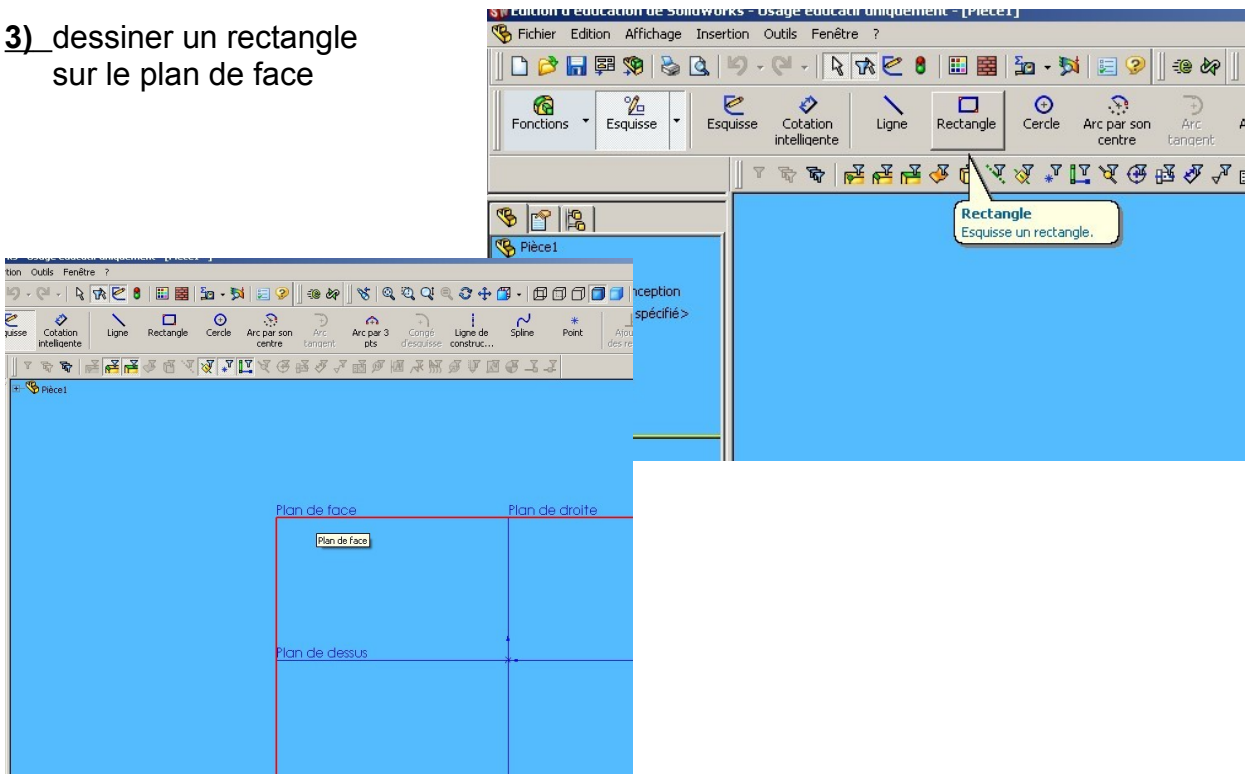 3) dessiner un rectangle
sur le plan de face
Edition d'éducation de SolidWorks - Usage éducatif uniquement - [Pièce1]
Fichier Edition Affichage Insertion Outils Fenêtre ?
Fonctions Esquisse Esquisse Cotation intelligente Ligne Rectangle Cercle Arc par son centre Arc tangent
Rectangle
Esquisse un rectangle.
Pièce1
spécifié>
Outils Fenêtre ?
Cotation intelligente Ligne Rectangle Cercle Arc par son centre Arc tangent Arc par 3 pts Congé d'esquisse Ligne de construc... Spline Point
Pièce1
Plan de face Plan de droite
Plan de face
Plan de dessus